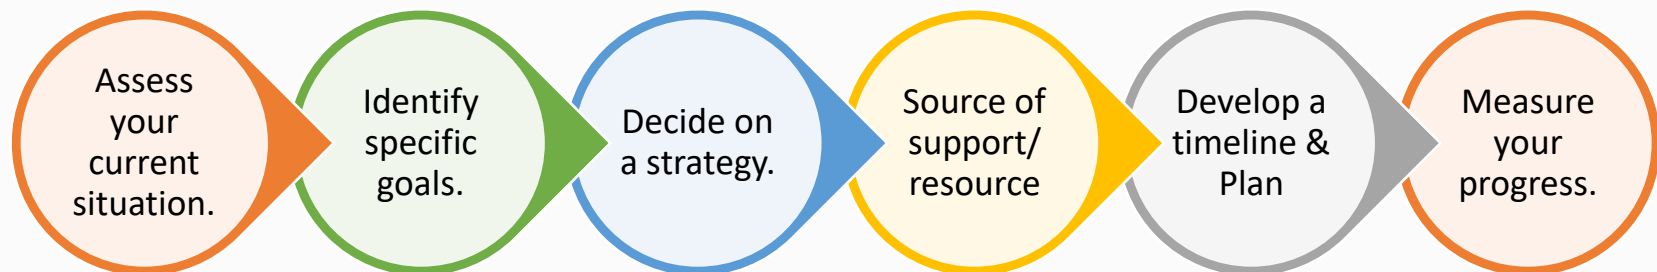 Assess
your
current
situation.
Identify
specific
goals.
Decide on
a strategy.
Source of
support/
resource
Develop a
timeline &
Plan
Measure
your
progress.